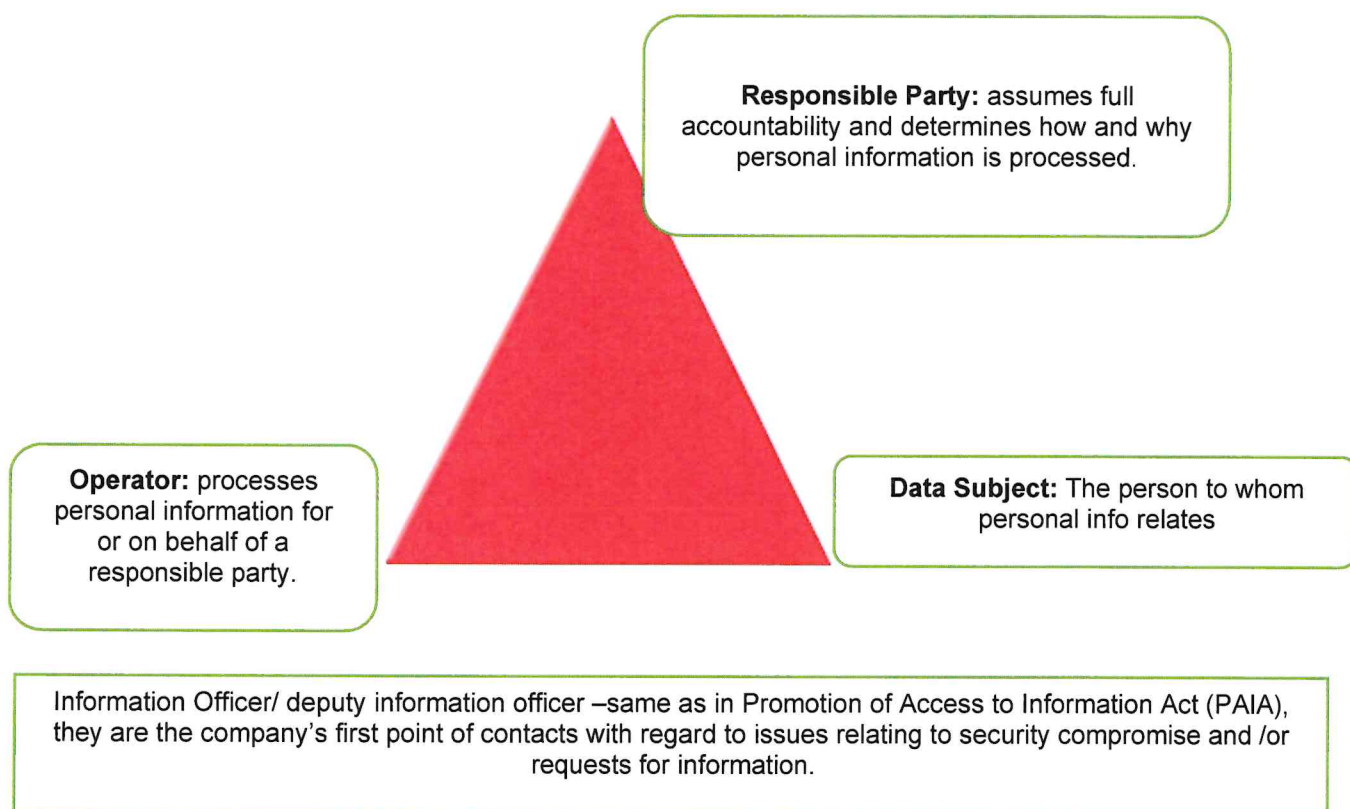 Responsible Party: assumes full
accountability and determines how and why
personal information is processed.
Operator: processes
personal information for
or on behalf of a
responsible party.
Data Subject: The person to whom
personal info relates
Information Officer/ deputy information officer –same as in Promotion of Access to Information Act (PAIA),
they are the company’s first point of contacts with regard to issues relating to security compromise and /or
requests for information.